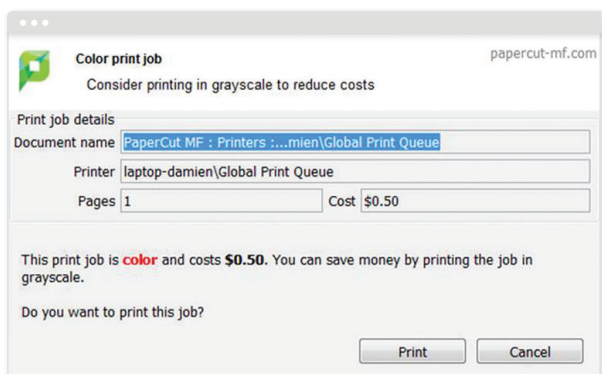 Color print job
papercut-mf.com
Consider printing in grayscale to reduce costs
Print job details
Document name PaperCut MF : Printers :...mien\Global Print Queue
Printer laptop-damien\Global Print Queue
Pages 1 Cost $0.50
This print job is color and costs $0.50. You can save money by printing the job in
grayscale.
Do you want to print this job?
Print Cancel